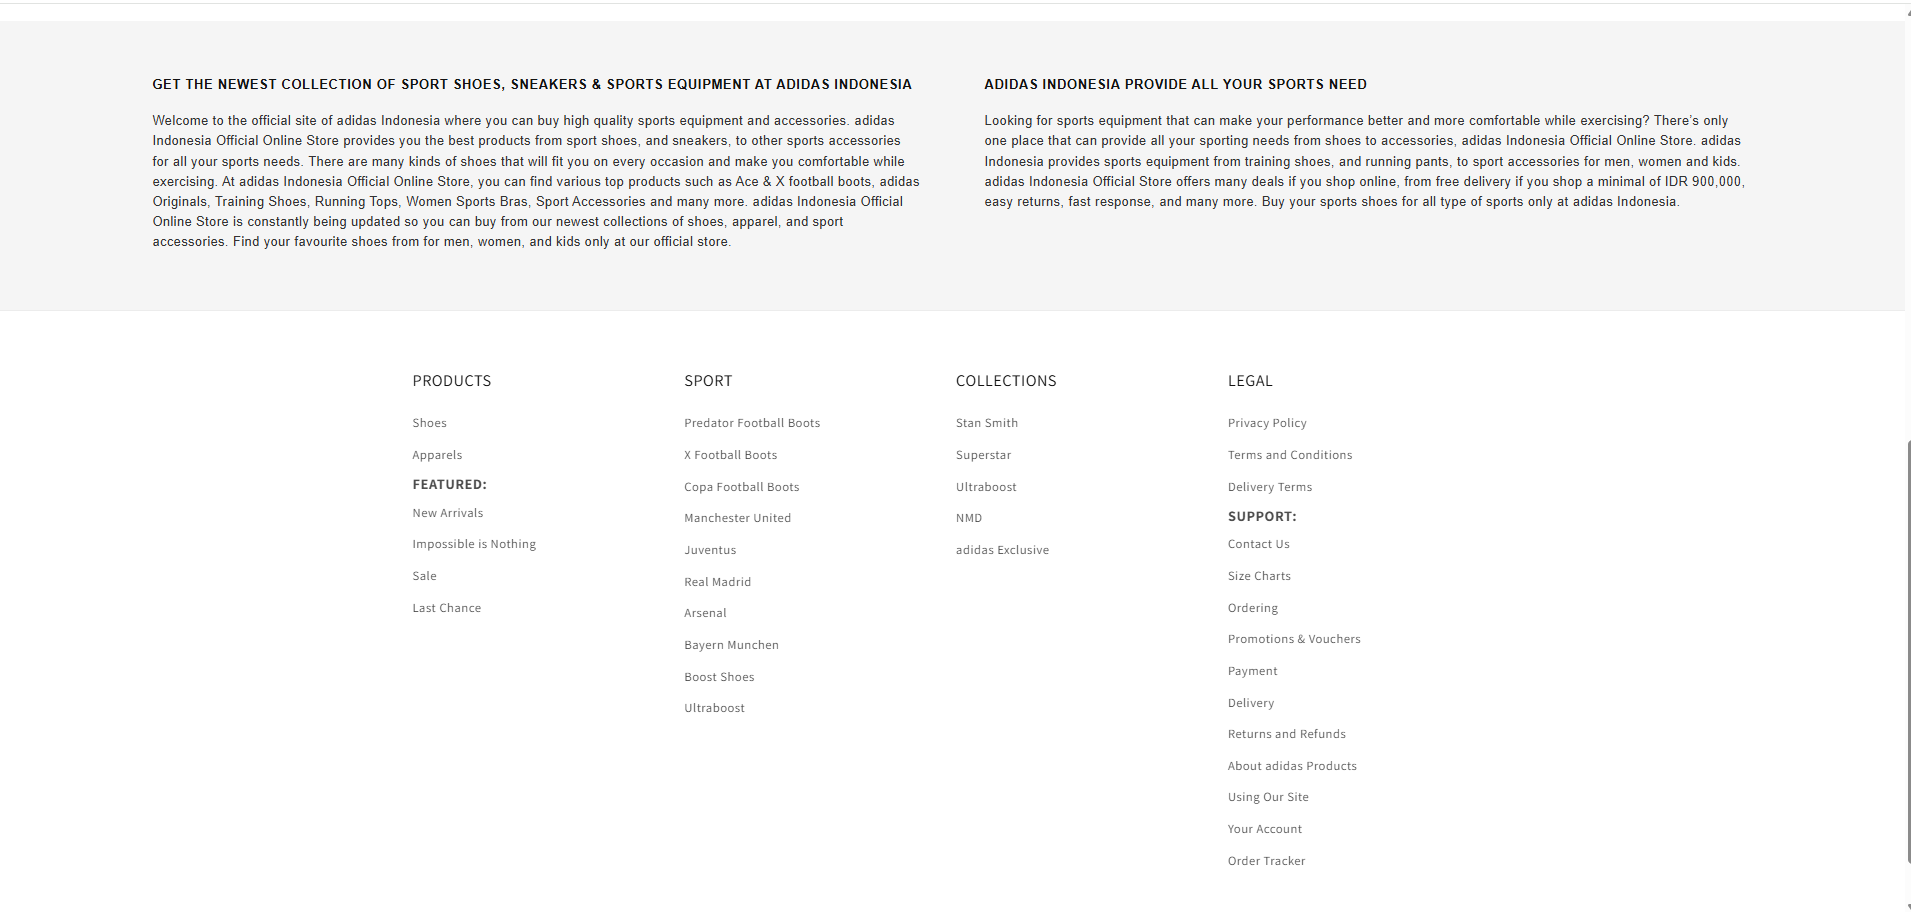 GET THE NEWEST COLLECTION OF SPORT SHOES, SNEAKERS & SPORTS EQUIPMENT AT ADIDAS INDONESIA
Welcome to the official site of adidas Indonesia where you can buy high quality sports equipment and accessories. adidas
Indonesia Official Online Store provides you the best products from sport shoes, and sneakers, to other sports accessories
for all your sports needs. There are many kinds of shoes that will fit you on every occasion and make you comfortable while
exercising. At adidas Indonesia Official Online Store, you can find various top products such as Ace & X football boots, adidas
Originals, Training Shoes, Running Tops, Women Sports Bras, Sport Accessories and many more. adidas Indonesia Official
Online Store is constantly being updated so you can buy from our newest collections of shoes, apparel, and sport
accessories. Find your favourite shoes from for men, women, and kids only at our official store.
ADIDAS INDONESIA PROVIDE ALL YOUR SPORTS NEED
Looking for sports equipment that can make your performance better and more comfortable while exercising? There's only
one place that can provide all your sporting needs from shoes to accessories, adidas Indonesia Official Online Store. adidas
Indonesia provides sports equipment from training shoes, and running pants, to sport accessories for men, women and kids.
adidas Indonesia Official Store offers many deals if you shop online, from free delivery if you shop a minimal of IDR 900,000,
easy returns, fast response, and many more. Buy your sports shoes for all type of sports only at adidas Indonesia.
PRODUCTS
Shoes
Apparels
FEATURED:
New Arrivals
Impossible is Nothing
Sale
Last Chance
SPORT
Predator Football Boots
X Football Boots
Copa Football Boots
Manchester United
Juventus
Real Madrid
Arsenal
Bayern Munchen
Boost Shoes
Ultraboost
COLLECTIONS
Stan Smith
Superstar
Ultraboost
NMD
adidas Exclusive
LEGAL
Privacy Policy
Terms and Conditions
Delivery Terms
SUPPORT:
Contact Us
Size Charts
Ordering
Promotions & Vouchers
Payment
Delivery
Returns and Refunds
About adidas Products
Using Our Site
Your Account
Order Tracker